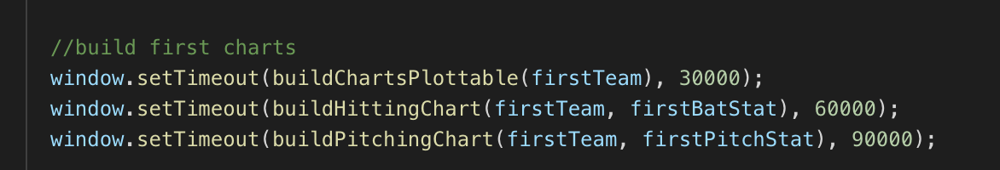 //build first charts
window.setTimeout(buildChartsPlottable(firstTeam), 30000);
window.setTimeout(buildHittingChart(firstTeam, firstBatStat), 60000);
window.setTimeout(buildPitchingChart(firstTeam, firstPitchStat), 90000);